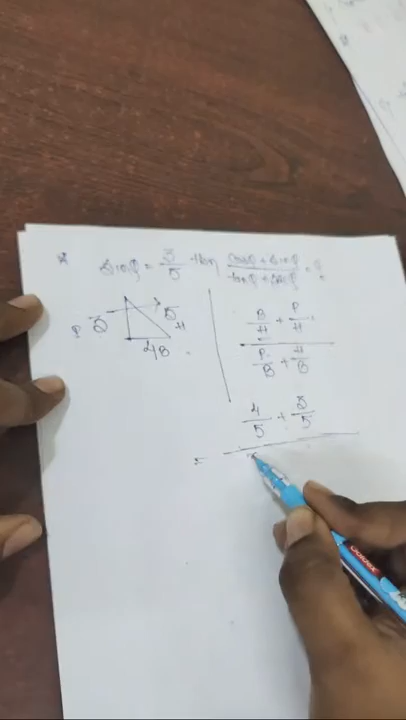 * sinθ = 3/5 then (cosθ + sinθ)/(tanθ + secθ) = ?
P 3 5 H
4 B
B/H + P/H
P/B + H/B
4/5 + 3/5
=